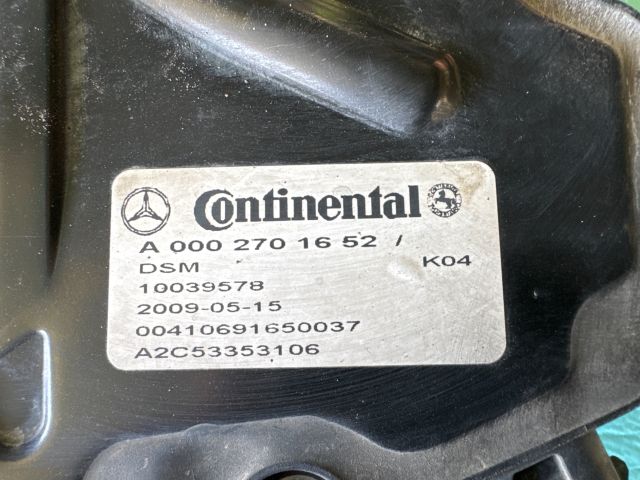 Continental
A 000 270 16 52 /
DSM K04
10039578
2009-05-15
00410691650037
A2C53353106